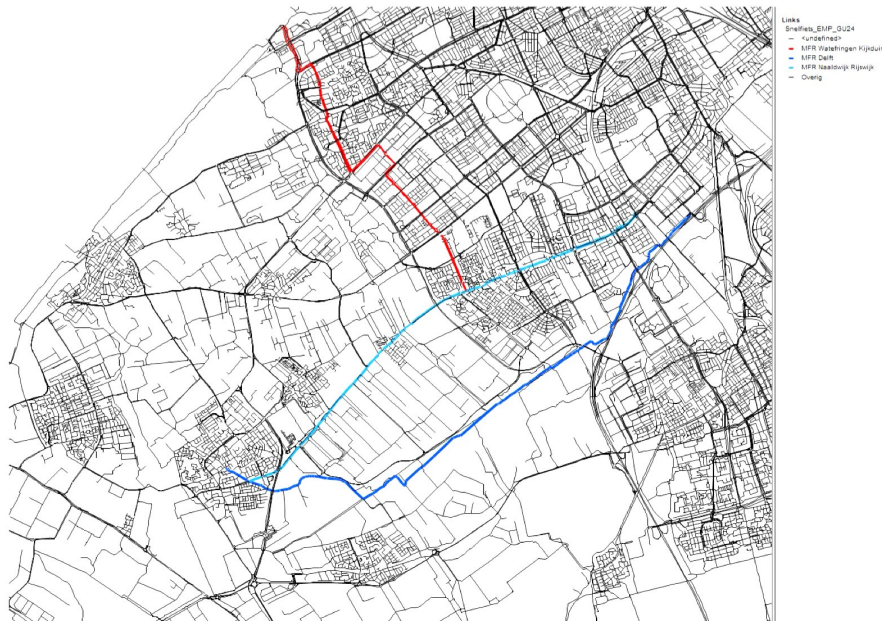 Links
Snelfiets_EMP_GU24
<undefined>
MFR Wateringen Kijkduin
MFR Delft
MFR Naaldwijk Rijswijk
Overig